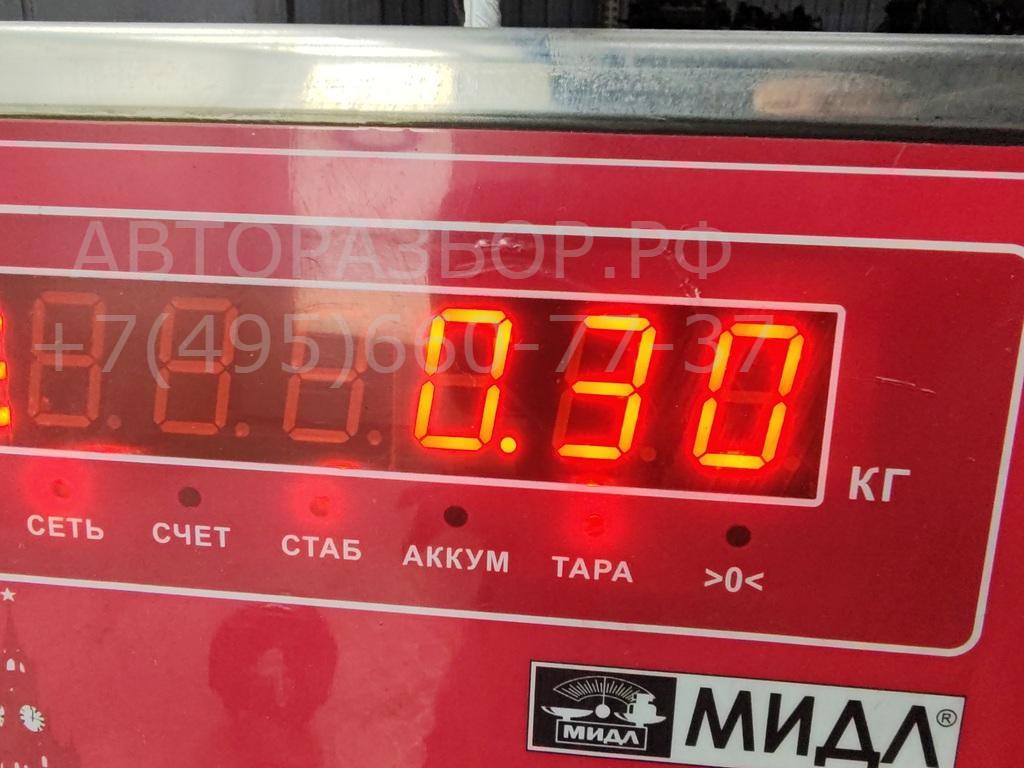 АВТОРАЗБОР.РФ
+7(495)660-77-37
0.30
КГ
СЕТЬ СЧЕТ СТАБ АККУМ ТАРА >0<
МИДЛ МИДЛ®